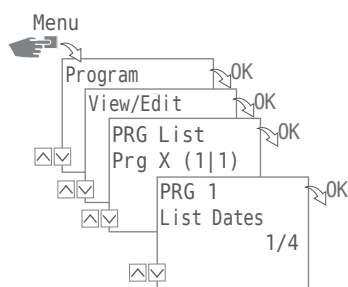 Menu
Program
OK
View/Edit
OK
PRG List
OK
Prg X (1|1)
PRG 1
OK
List Dates
1/4